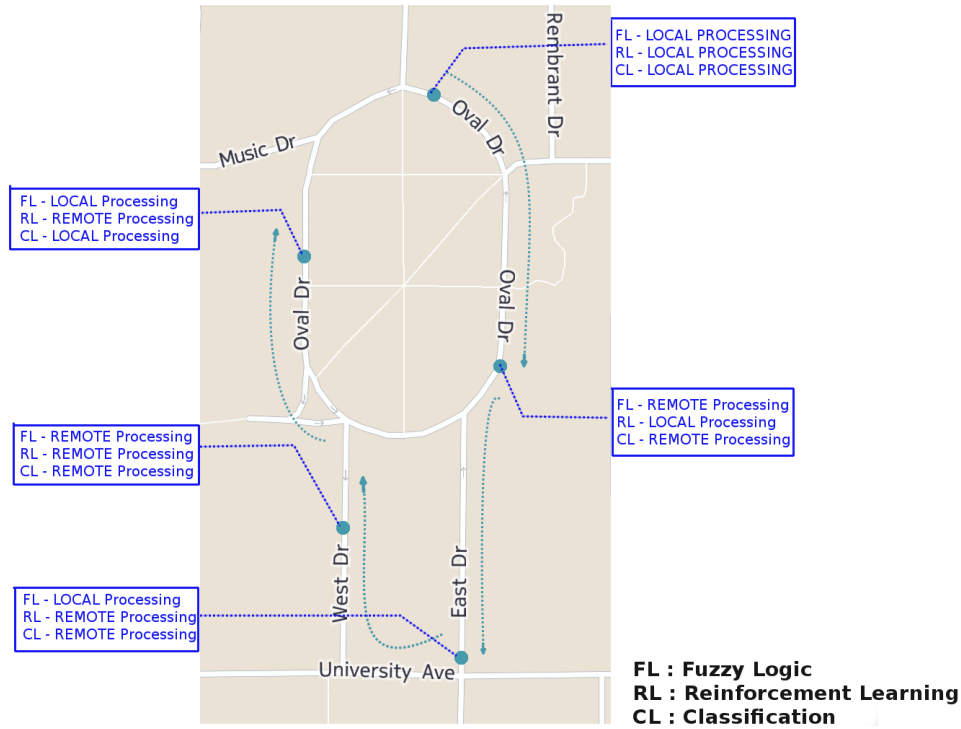 FL - LOCAL PROCESSING
RL - LOCAL PROCESSING
CL - LOCAL PROCESSING
Rembrant Dr
Oval Dr
Music Dr
FL - LOCAL Processing
RL - REMOTE Processing
CL - LOCAL Processing
Oval Dr
Oval Dr
FL - REMOTE Processing
RL - LOCAL Processing
CL - REMOTE Processing
FL - REMOTE Processing
RL - REMOTE Processing
CL - REMOTE Processing
West Dr
East Dr
FL - LOCAL Processing
RL - REMOTE Processing
CL - REMOTE Processing
University Ave
FL : Fuzzy Logic
RL : Reinforcement Learning
CL : Classification